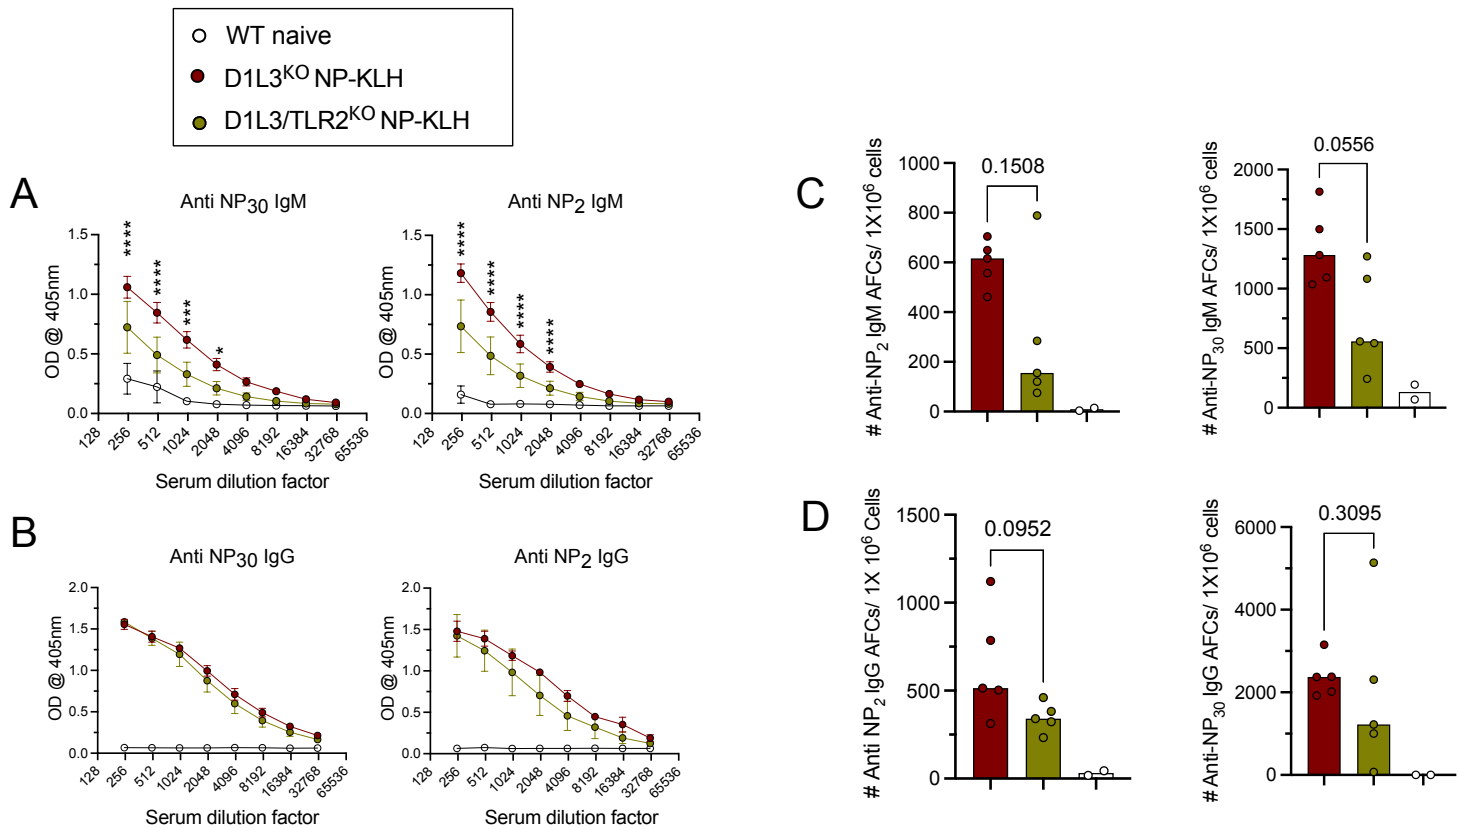 WT naive
D1L3KO NP-KLH
D1L3/TLR2KO NP-KLH
A
Anti NP30 IgM
****
****
***
*
1.5
1.0
0.5
0.0
OD @ 405nm
128 256 512 1024 2048 4096 8192 16384 32768 65536
Serum dilution factor
Anti NP2 IgM
****
****
****
****
1.5
1.0
0.5
0.0
OD @ 405nm
128 256 512 1024 2048 4096 8192 16384 32768 65536
Serum dilution factor
B
Anti NP30 IgG
2.0
1.5
1.0
0.5
0.0
OD @ 405nm
128 256 512 1024 2048 4096 8192 16384 32768 65536
Serum dilution factor
Anti NP2 IgG
2.0
1.5
1.0
0.5
0.0
OD @ 405nm
128 256 512 1024 2048 4096 8192 16384 32768 65536
Serum dilution factor
C
# Anti-NP2 IgM AFCs/ 1X106 cells
1000
800
600
400
200
0
0.1508
# Anti-NP30 IgM AFCs/ 1X106 cells
2000
1500
1000
500
0
0.0556
D
# Anti NP2 IgG AFCs/ 1X 106 Cells
1500
1000
500
0
0.0952
# Anti-NP30 IgG AFCs/ 1X106 cells
6000
4000
2000
0
0.3095